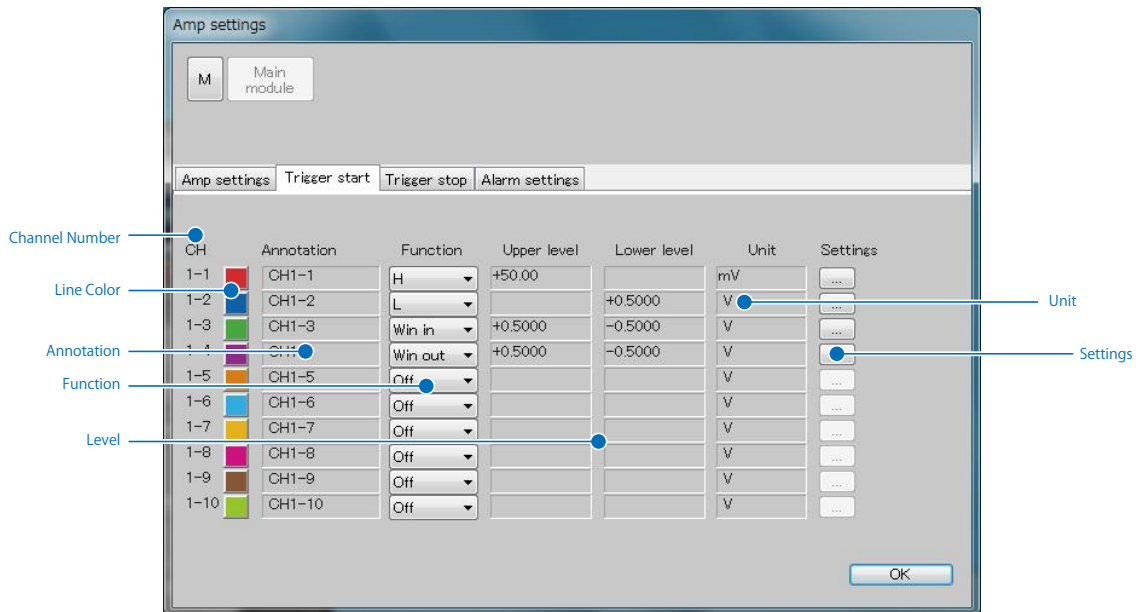 Amp settings
M
Main
module
Amp settings Trigger start Trigger stop Alarm settings
Channel Number
CH Annotation Function Upper level Lower level Unit Settings
1-1 CH1-1 H +50.00 mV ...
Line Color
1-2 CH1-2 L +0.5000 V ...
Unit
1-3 CH1-3 Win in +0.5000 -0.5000 V ...
Annotation
1-4 CH Win out +0.5000 -0.5000 V
Settings
1-5 CH1-5 Off V ...
Function
1-6 CH1-6 Off V ...
1-7 CH1-7 Off V ...
Level
1-8 CH1-8 Off V ...
1-9 CH1-9 Off V ...
1-10 CH1-10 Off V ...
OK